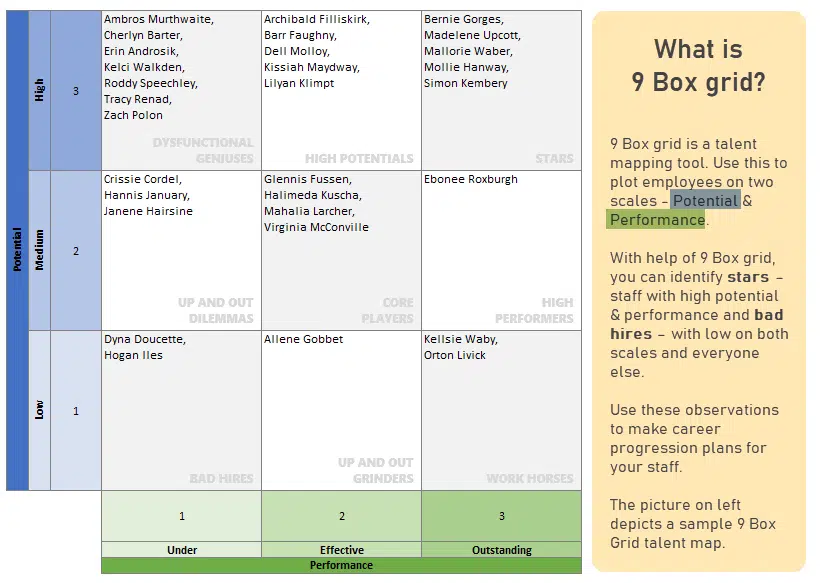 Potential
High
3
Ambros Murthwaite,
Cherlyn Barter,
Erin Androsik,
Kelci Walkden,
Roddy Speechley,
Tracy Renad,
Zach Polon
DYSFUNCTIONAL
GENIUSES
Archibald Filliskirk,
Barr Faughny,
Dell Molloy,
Kissiah Maydway,
Lilyan Klimpt
HIGH POTENTIALS
Bernie Gorges,
Madelene Upcott,
Mallorie Waber,
Mollie Hanway,
Simon Kembery
STARS
Medium
2
Crissie Cordel,
Hannis January,
Janene Hairsine
UP AND OUT
DILEMMAS
Glennis Fussen,
Halimeda Kuscha,
Mahalia Larcher,
Virginia McConville
CORE
PLAYERS
Ebonee Roxburgh
HIGH
PERFORMERS
Low
1
Dyna Doucette,
Hogan Iles
BAD HIRES
Allene Gobbet
UP AND OUT
GRINDERS
Kellsie Waby,
Orton Livick
WORK HORSES
1
2
3
Under
Effective
Outstanding
Performance
What is
9 Box grid?
9 Box grid is a talent
mapping tool. Use this to
plot employees on two
scales - Potential &
Performance.
With help of 9 Box grid,
you can identify stars -
staff with high potential
& performance and bad
hires - with low on both
scales and everyone
else.
Use these observations
to make career
progression plans for
your staff.
The picture on left
depicts a sample 9 Box
Grid talent map.